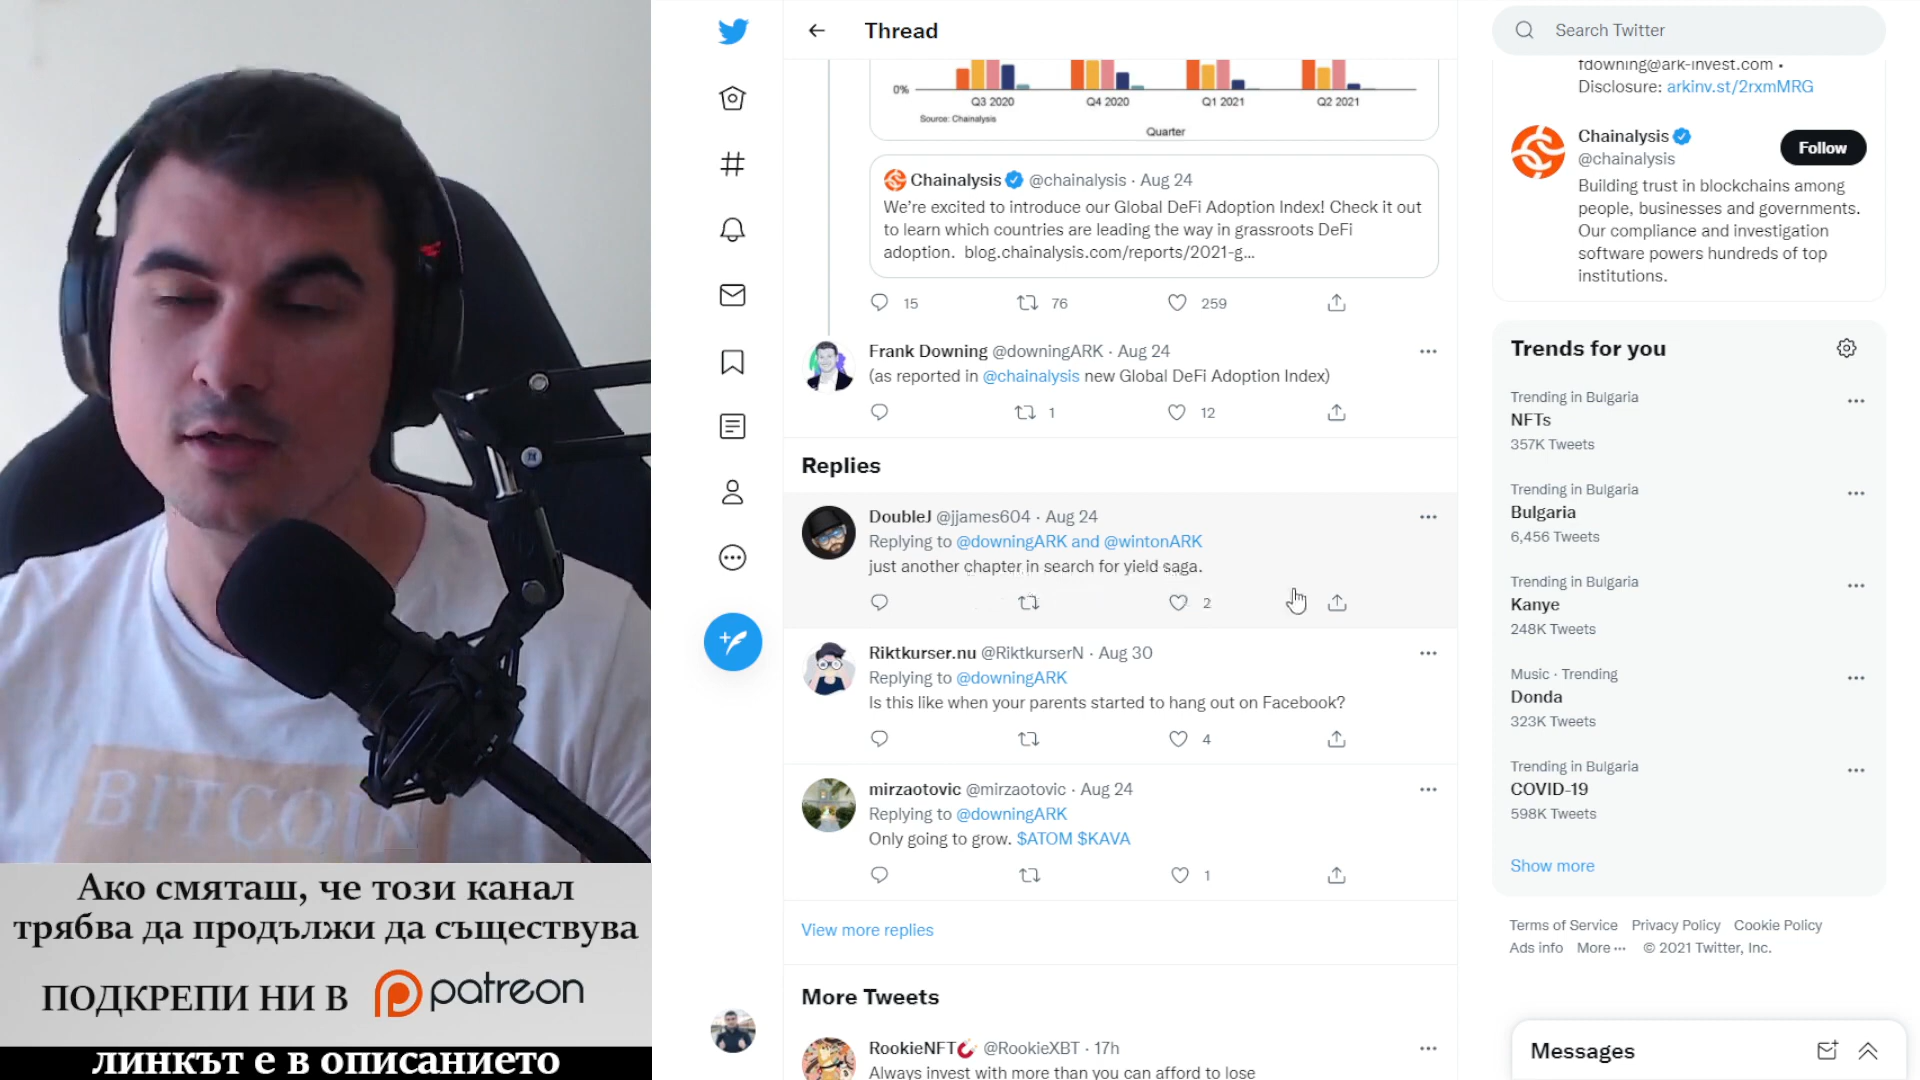 BITCOIN
Ако смяташ, че този канал
трябва да продължи да съществува
ПОДКРЕПИ НИ В patreon
линкът е в описанието
Thread
0%
Q3 2020 Q4 2020 Q1 2021 Q2 2021
Source: Chainalysis
Quarter
Chainalysis @chainalysis · Aug 24
We're excited to introduce our Global DeFi Adoption Index! Check it out
to learn which countries are leading the way in grassroots DeFi
adoption. blog.chainalysis.com/reports/2021-g...
15 76 259
Frank Downing @downingARK · Aug 24
(as reported in @chainalysis new Global DeFi Adoption Index)
1 12
Replies
DoubleJ @jjames604 · Aug 24
Replying to @downingARK and @wintonARK
just another chapter in search for yield saga.
2
Riktkurser.nu @RiktkurserN · Aug 30
Replying to @downingARK
Is this like when your parents started to hang out on Facebook?
4
mirzaotovic @mirzaotovic · Aug 24
Replying to @downingARK
Only going to grow. $ATOM $KAVA
1
View more replies
More Tweets
RookieNFT @RookieXBT · 17h
Always invest with more than you can afford to lose
Search Twitter
fdowning@ark-invest.com •
Disclosure: arkinv.st/2rxmMRG
Chainalysis
@chainalysis
Follow
Building trust in blockchains among
people, businesses and governments.
Our compliance and investigation
software powers hundreds of top
institutions.
Trends for you
Trending in Bulgaria
NFTs
357K Tweets
Trending in Bulgaria
Bulgaria
6,456 Tweets
Trending in Bulgaria
Kanye
248K Tweets
Music · Trending
Donda
323K Tweets
Trending in Bulgaria
COVID-19
598K Tweets
Show more
Terms of Service Privacy Policy Cookie Policy
Ads info More ··· © 2021 Twitter, Inc.
Messages